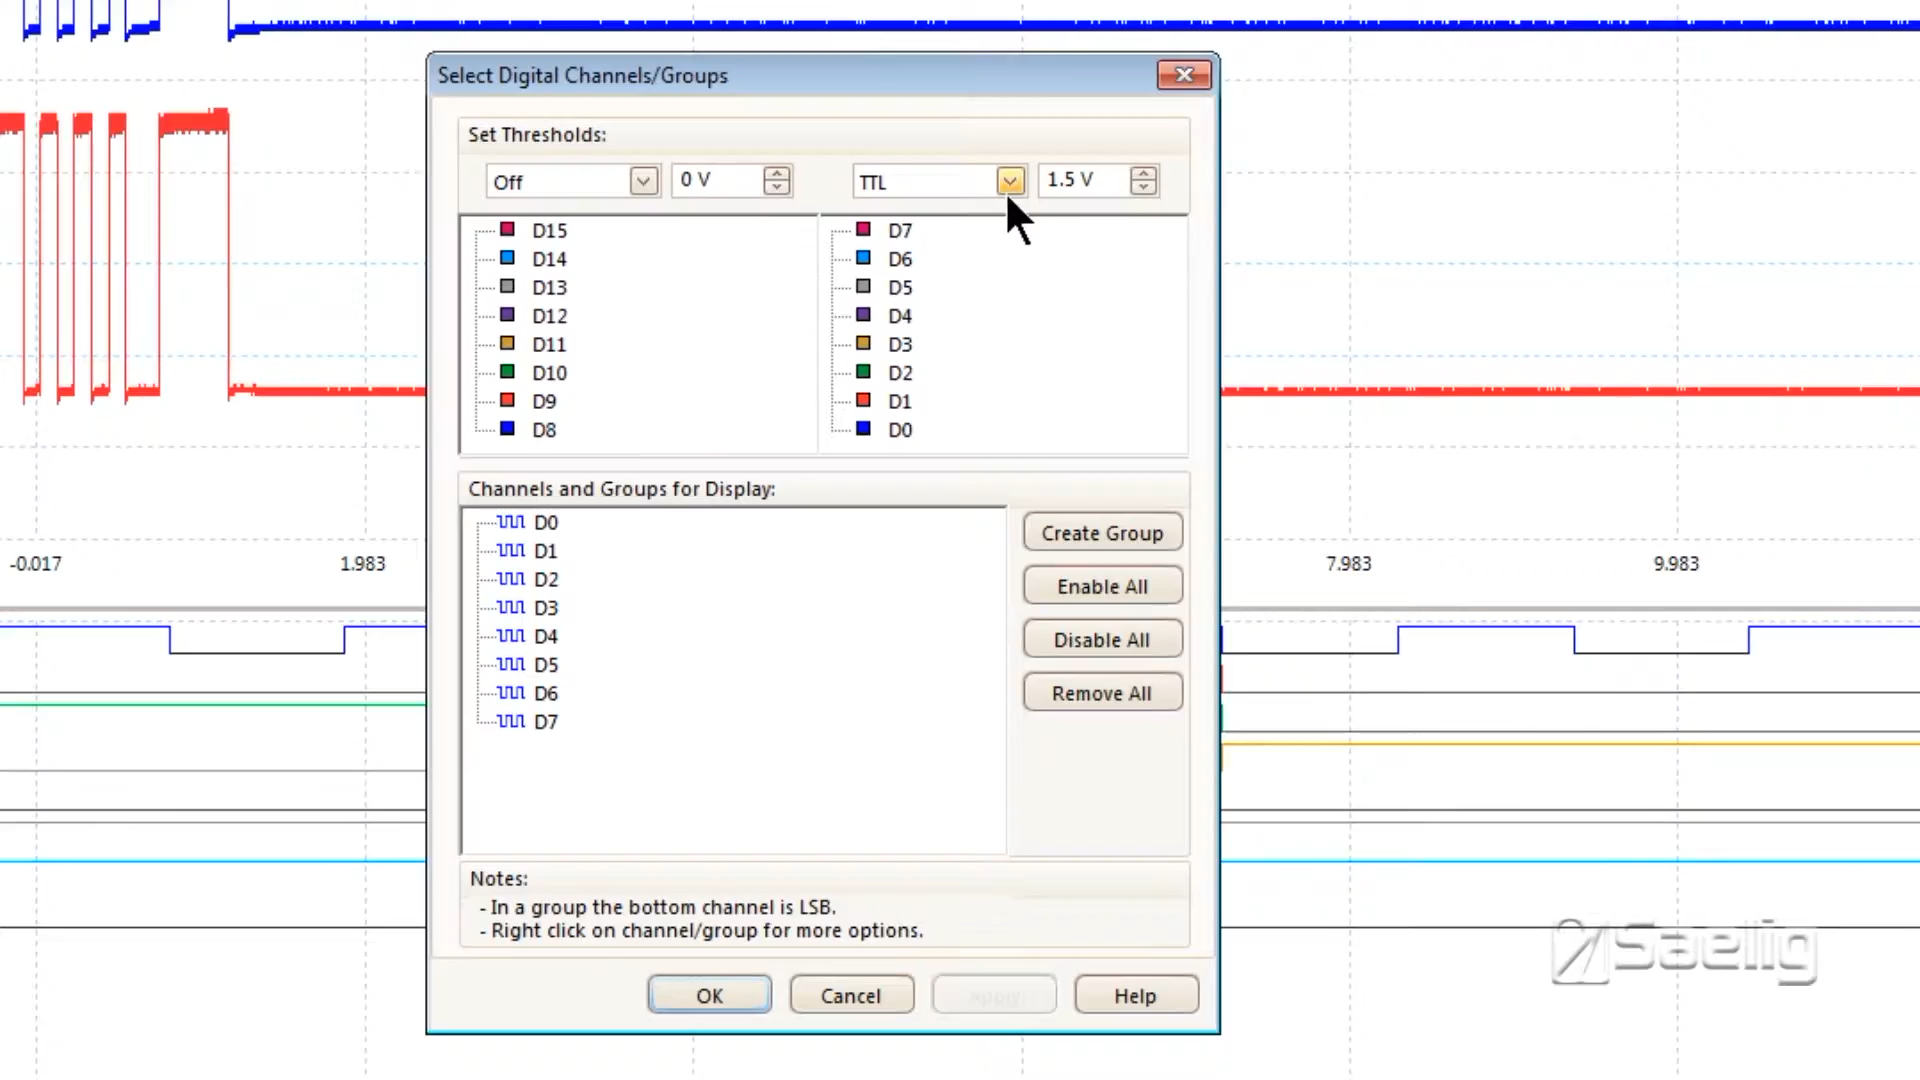 Select Digital Channels/Groups
Set Thresholds:
Off 0 V TTL 1.5 V
D15 D7
D14 D6
D13 D5
D12 D4
D11 D3
D10 D2
D9 D1
D8 D0
Channels and Groups for Display:
D0
D1
D2
D3
D4
D5
D6
D7
Create Group
Enable All
Disable All
Remove All
-0.017 1.983 7.983 9.983
Notes:
- In a group the bottom channel is LSB.
- Right click on channel/group for more options.
Saelig
OK Cancel Apply Help